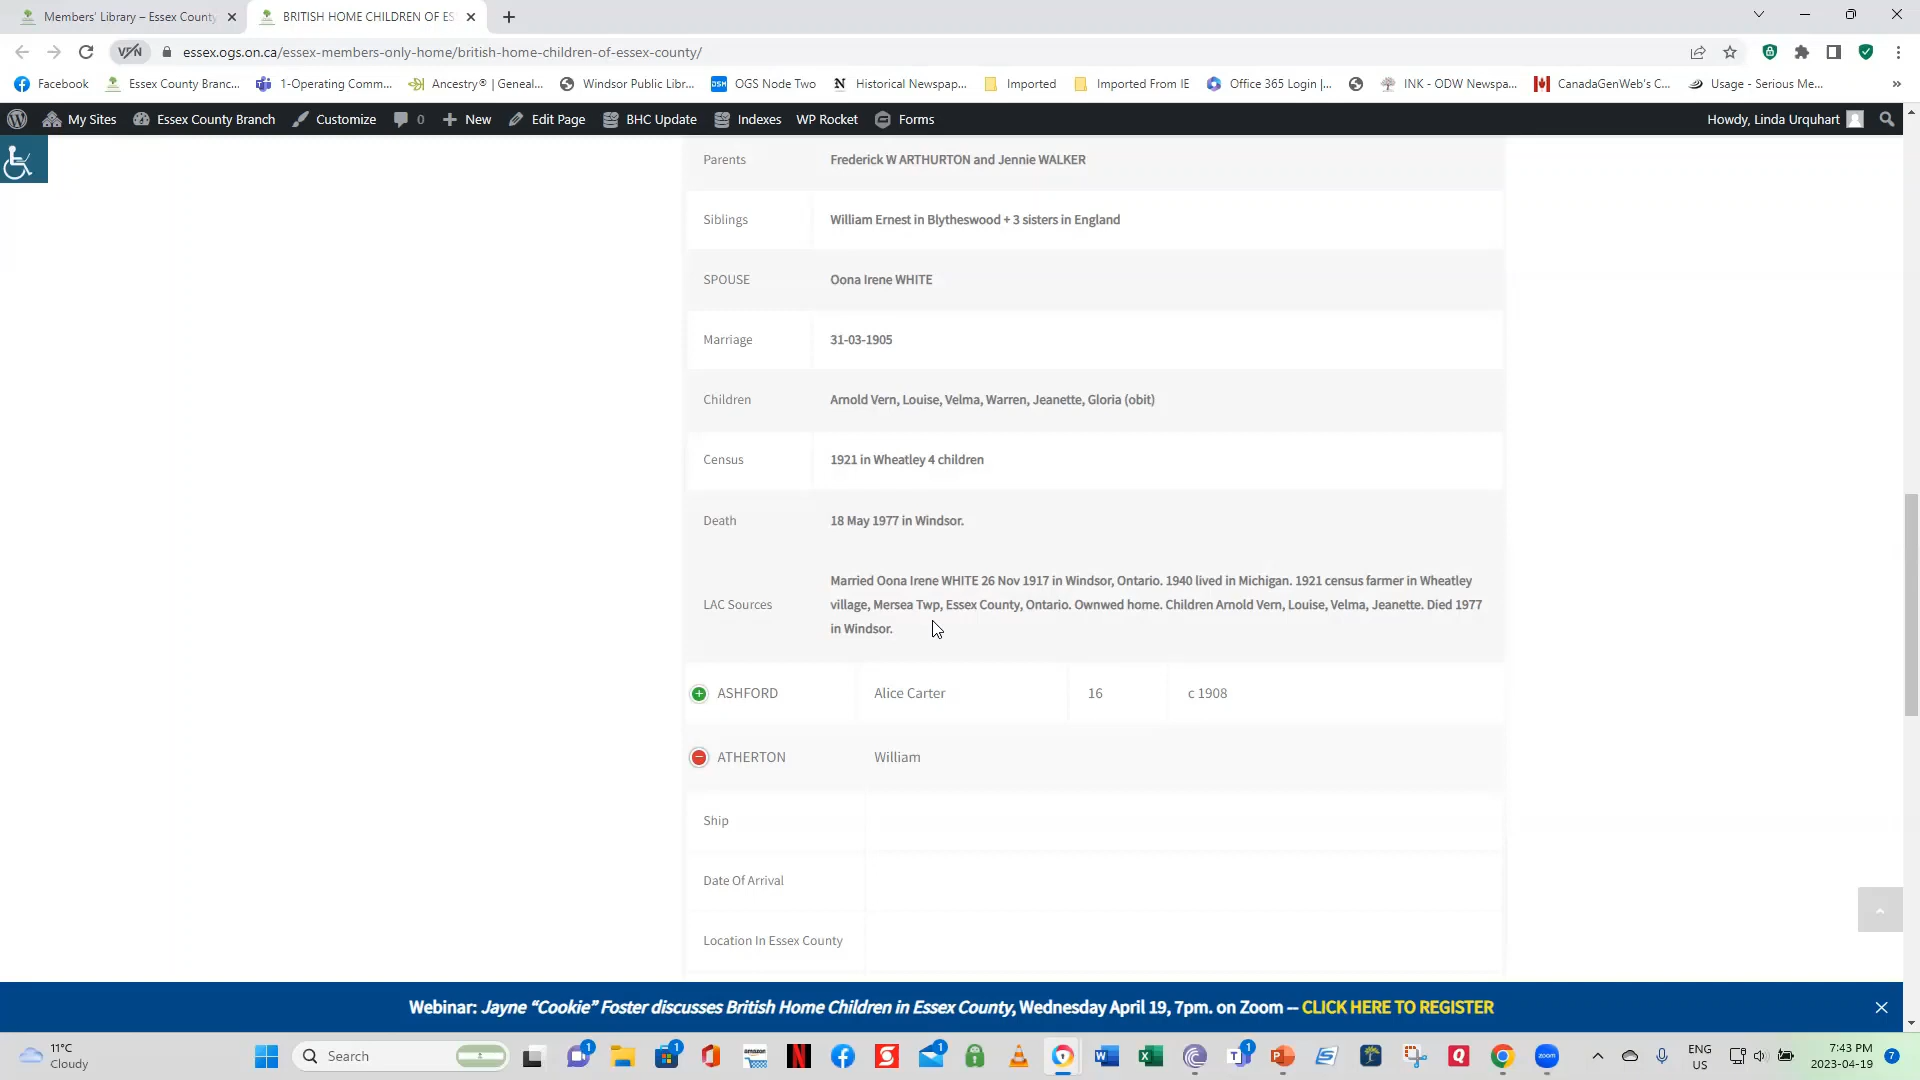 Members' Library – Essex County
BRITISH HOME CHILDREN OF ES
VPN
essex.ogs.on.ca/essex-members-only-home/british-home-children-of-essex-county/
Facebook
Essex County Branc...
1-Operating Comm...
Ancestry® | Geneal...
Windsor Public Libr...
OGS Node Two
Historical Newspap...
Imported
Imported From IE
Office 365 Login |...
INK - ODW Newspa...
CanadaGenWeb's C...
Usage - Serious Me...
»
My Sites
Essex County Branch
Customize
0
New
Edit Page
BHC Update
Indexes
WP Rocket
Forms
Howdy, Linda Urquhart
Parents Frederick W ARTHURTON and Jennie WALKER
Siblings William Ernest in Blytheswood + 3 sisters in England
SPOUSE Oona Irene WHITE
Marriage 31-03-1905
Children Arnold Vern, Louise, Velma, Warren, Jeanette, Gloria (obit)
Census 1921 in Wheatley 4 children
Death 18 May 1977 in Windsor.
Married Oona Irene WHITE 26 Nov 1917 in Windsor, Ontario. 1940 lived in Michigan. 1921 census farmer in Wheatley
LAC Sources village, Mersea Twp, Essex County, Ontario. Ownwed home. Children Arnold Vern, Louise, Velma, Jeanette. Died 1977
in Windsor.
ASHFORD Alice Carter 16 c 1908
ATHERTON William
Ship
Date Of Arrival
Location In Essex County
Webinar: Jayne “Cookie” Foster discusses British Home Children in Essex County, Wednesday April 19, 7pm. on Zoom -- CLICK HERE TO REGISTER
11°C
Cloudy
Search
1
1
amazon
1
1
zoom
ENG
US
7:43 PM
2023-04-19
7